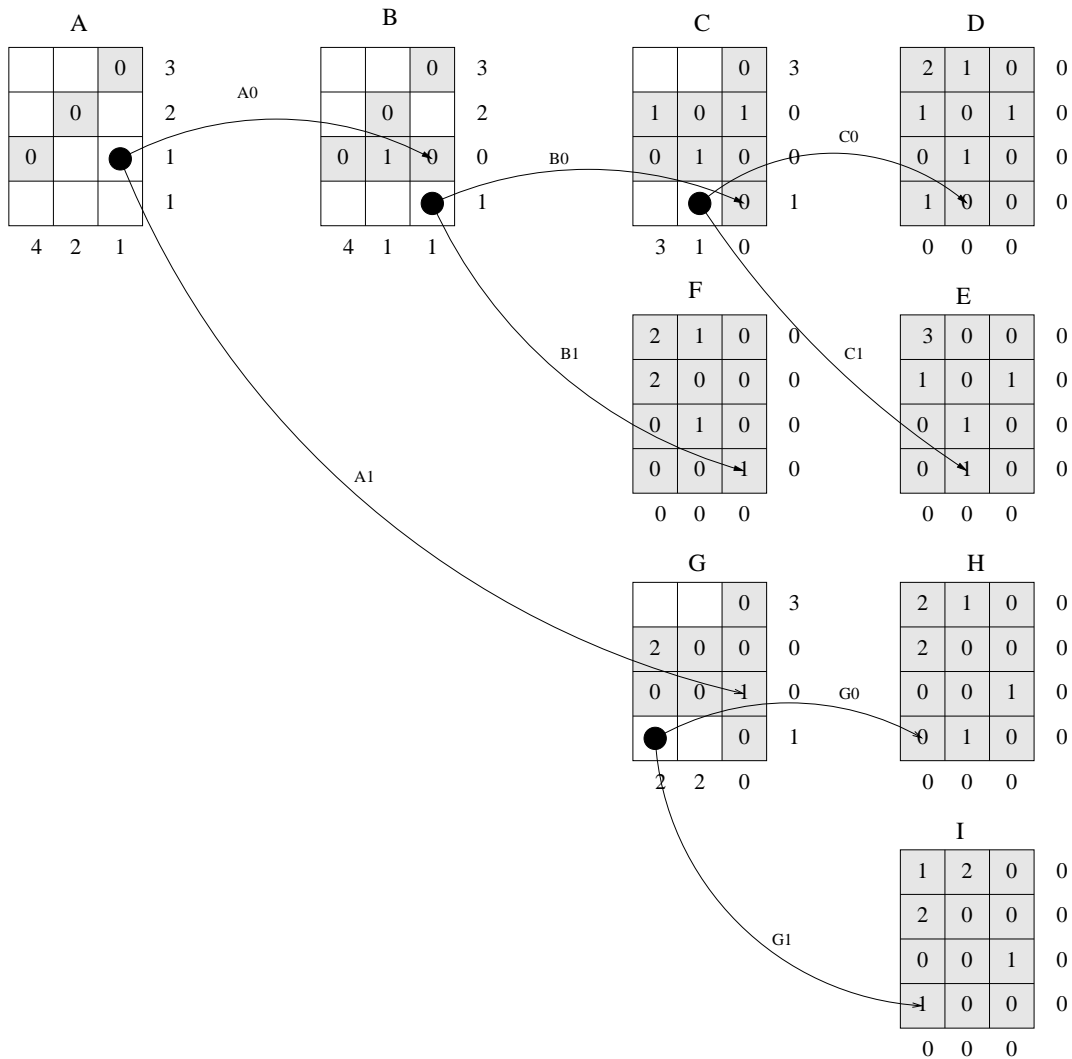 A B C D
0 3 0 3 0 3 2 1 0 0
A0
0 2 0 2 1 0 1 0 1 0 1 0
C0
0 1 0 1 0 0 0 1 0 0 0 1 0 0
B0
1 1 0 1 1 0 0 0
4 2 1 4 1 1 3 1 0 0 0 0
F E
2 1 0 0 3 0 0 0
B1 C1
2 0 0 0 1 0 1 0
0 1 0 0 0 1 0 0
0 0 1 0 0 1 0 0
A1
0 0 0 0 0 0
G H
0 3 2 1 0 0
2 0 0 0 2 0 0 0
0 0 1 0 0 0 1 0
G0
0 1 0 1 0 0
2 2 0 0 0 0
I
1 2 0 0
2 0 0 0
G1
0 0 1 0
1 0 0 0
0 0 0